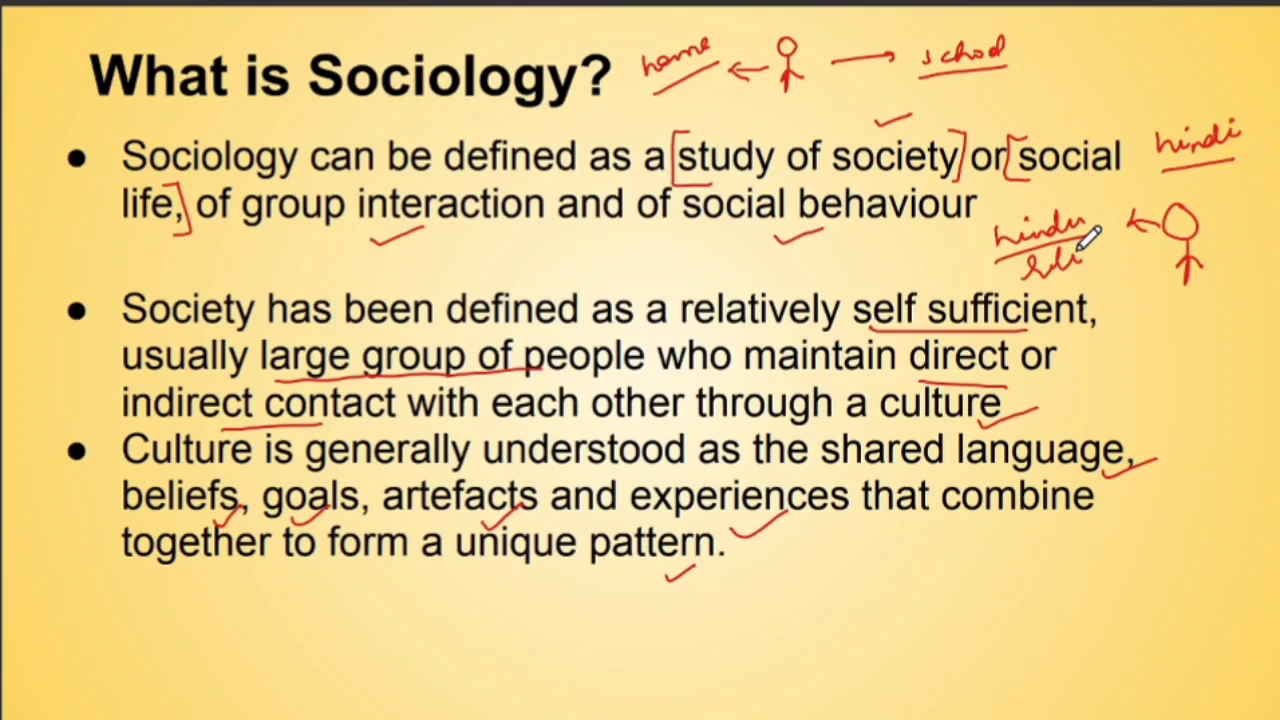 What is Sociology?
home
school
● Sociology can be defined as a study of society or social
life, of group interaction and of social behaviour
hindi
hindu
● Society has been defined as a relatively self sufficient,
usually large group of people who maintain direct or
indirect contact with each other through a culture
● Culture is generally understood as the shared language,
beliefs, goals, artefacts and experiences that combine
together to form a unique pattern.